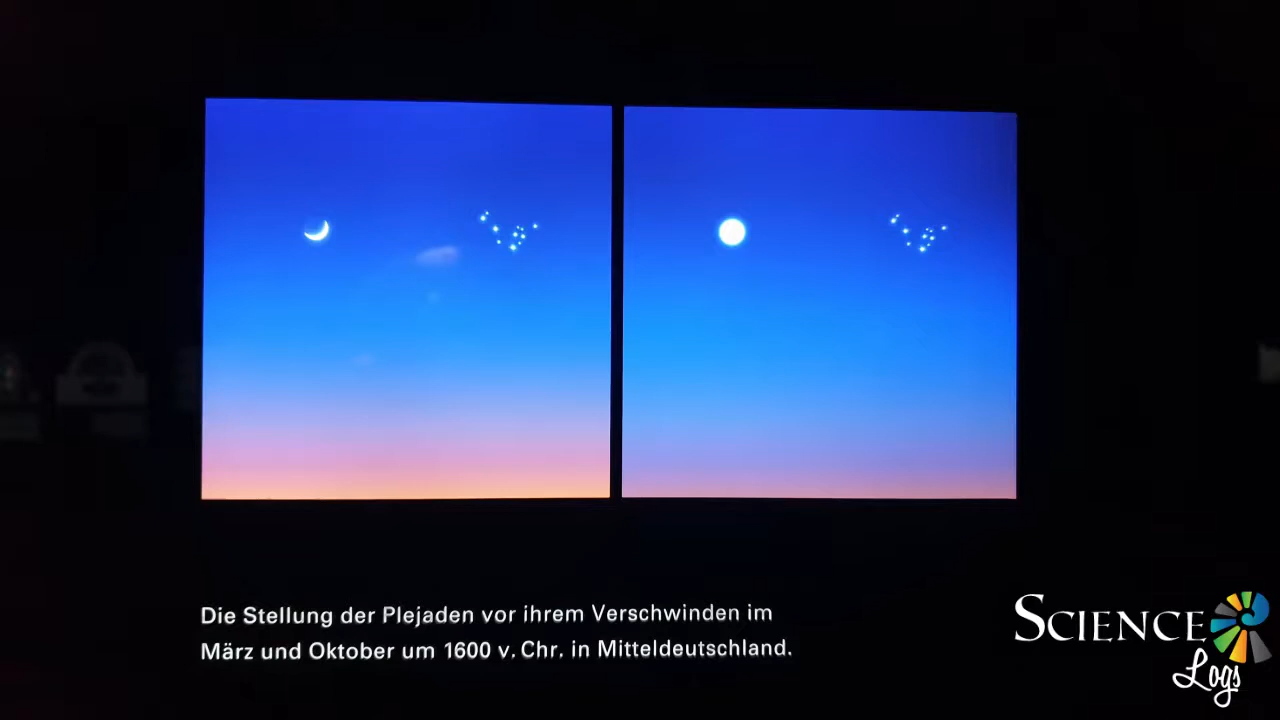 Die Stellung der Plejaden vor ihrem Verschwinden im
März und Oktober um 1600 v. Chr. in Mitteldeutschland.
SCIENCE
Logs